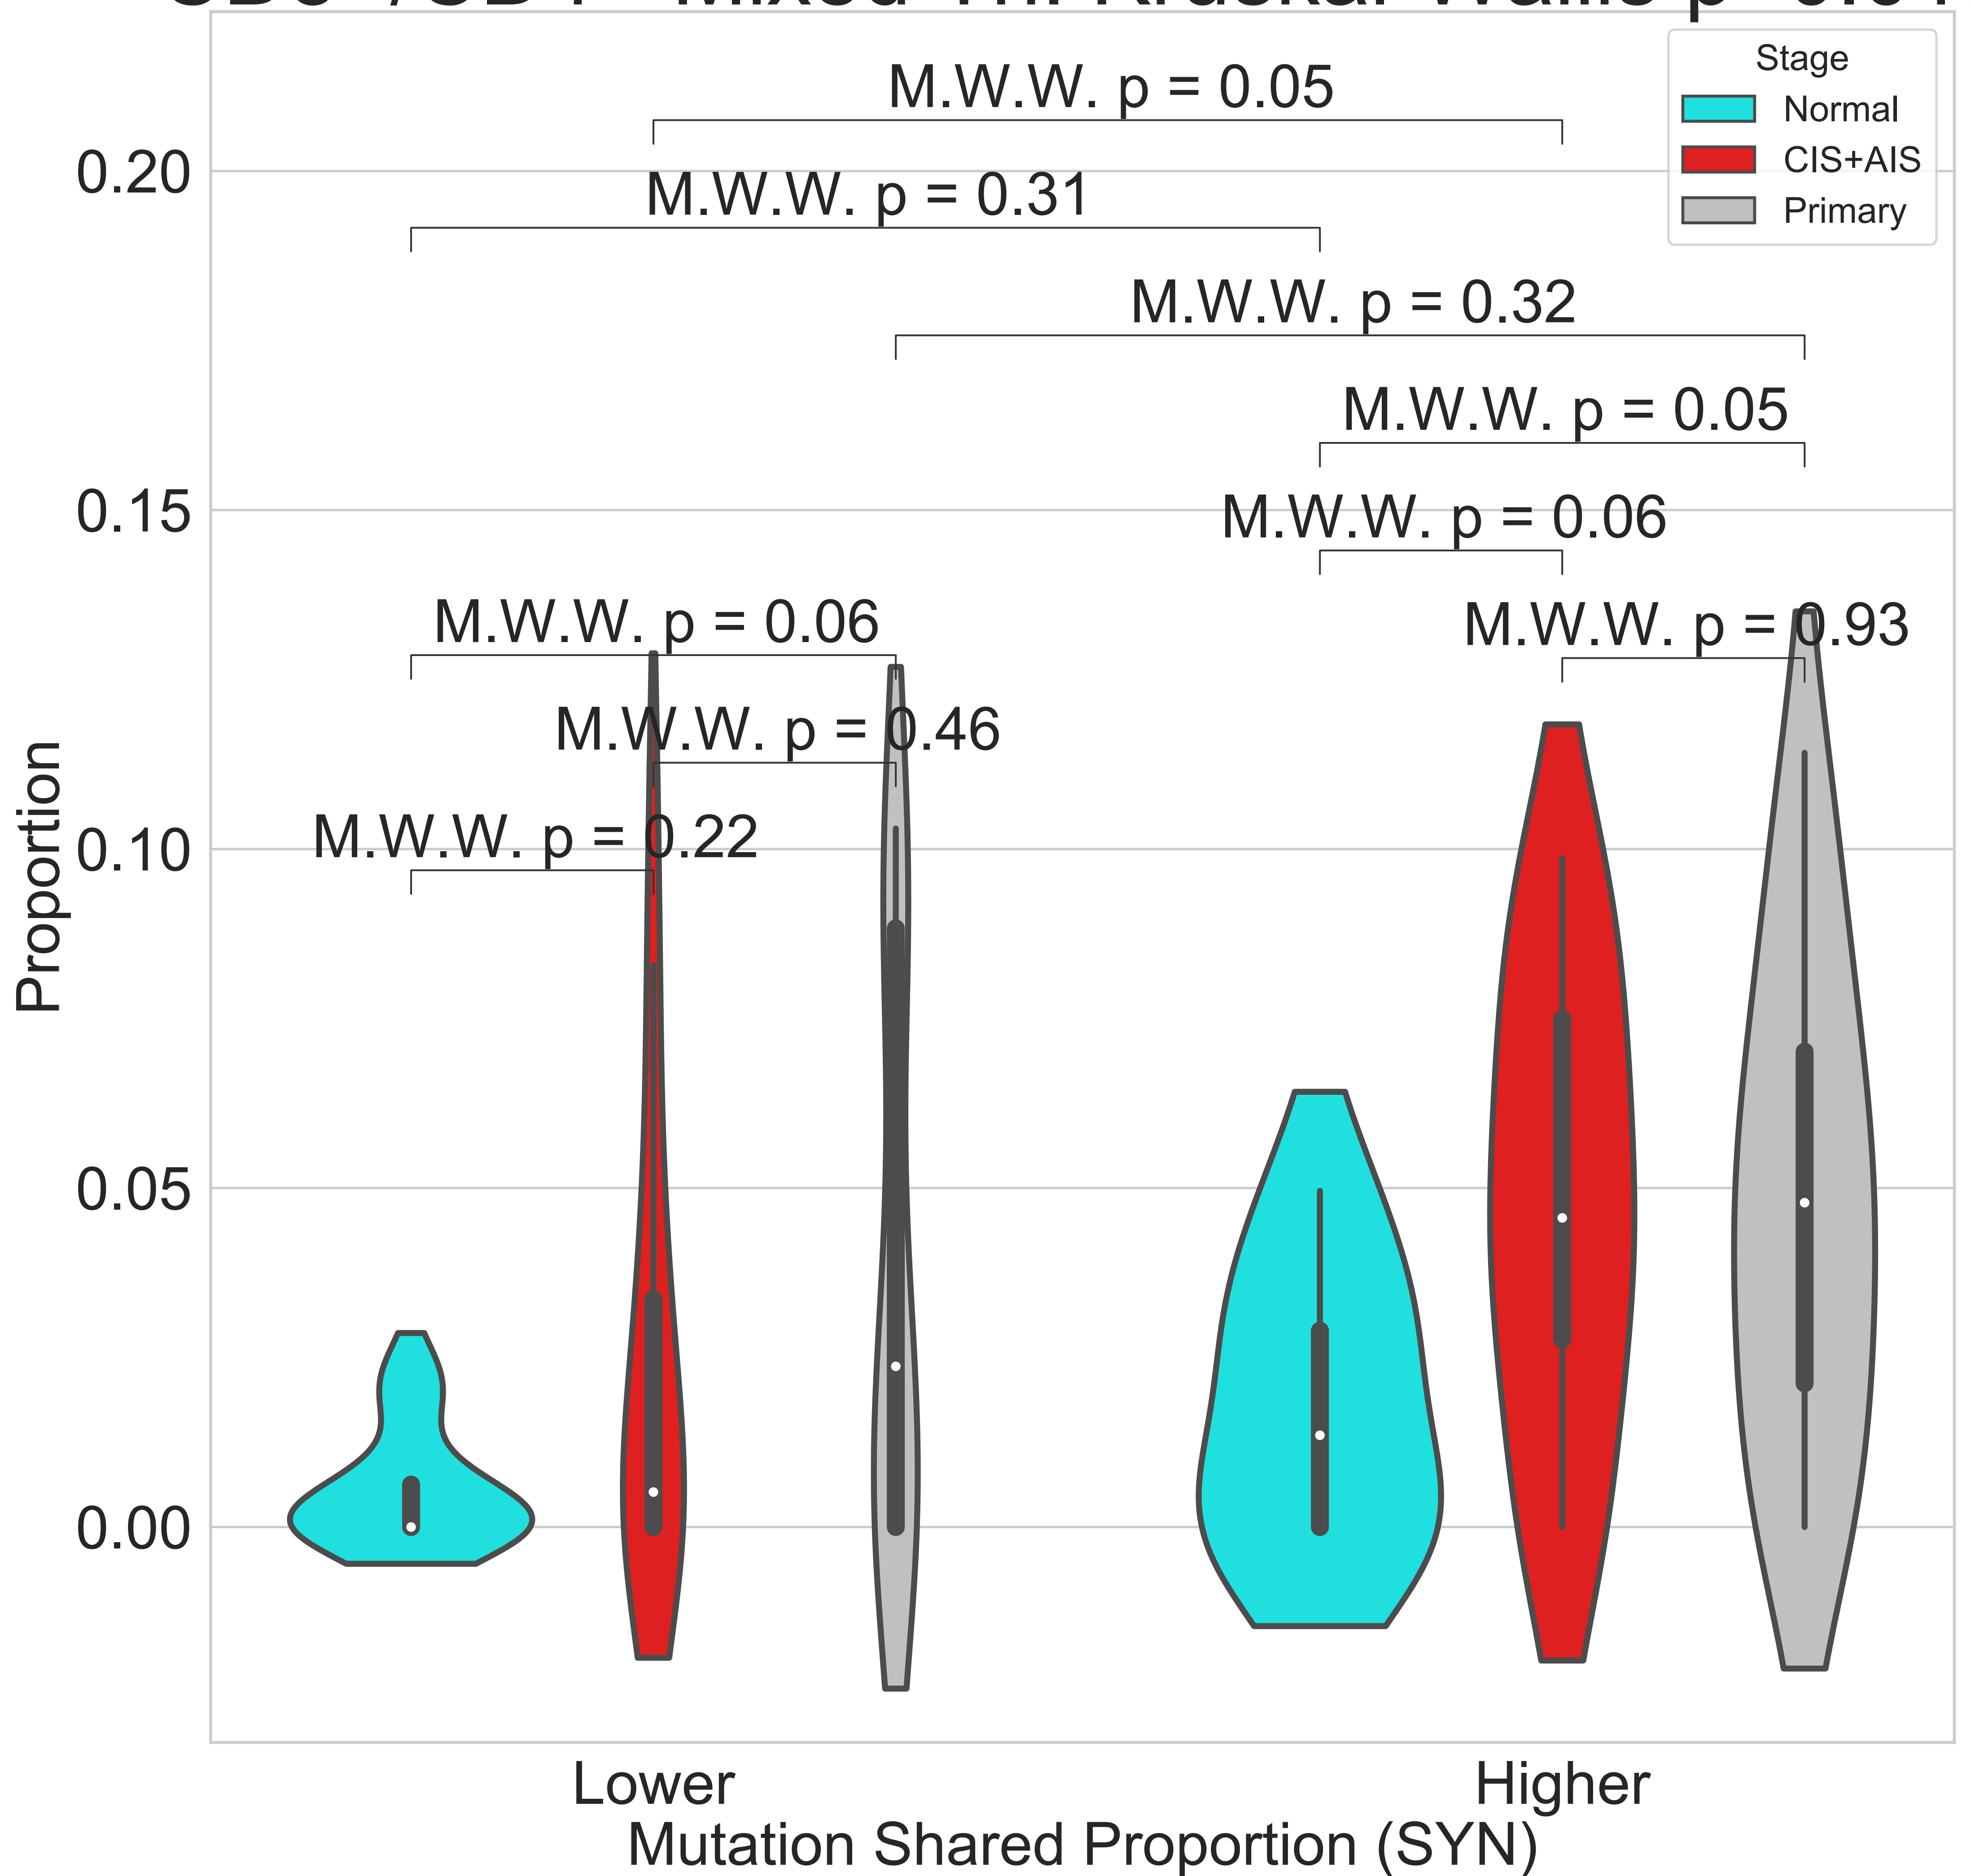 M.W.W. p = 0.05
Stage
Normal
CIS+AIS
Primary
0.20
M.W.W. p = 0.31
M.W.W. p = 0.32
M.W.W. p = 0.05
0.15
M.W.W. p = 0.06
M.W.W. p = 0.06
M.W.W. p = 0.93
M.W.W. p = 0.46
M.W.W. p = 0.22
0.10
0.05
0.00
Proportion
Lower
Higher
Mutation Shared Proportion (SYN)